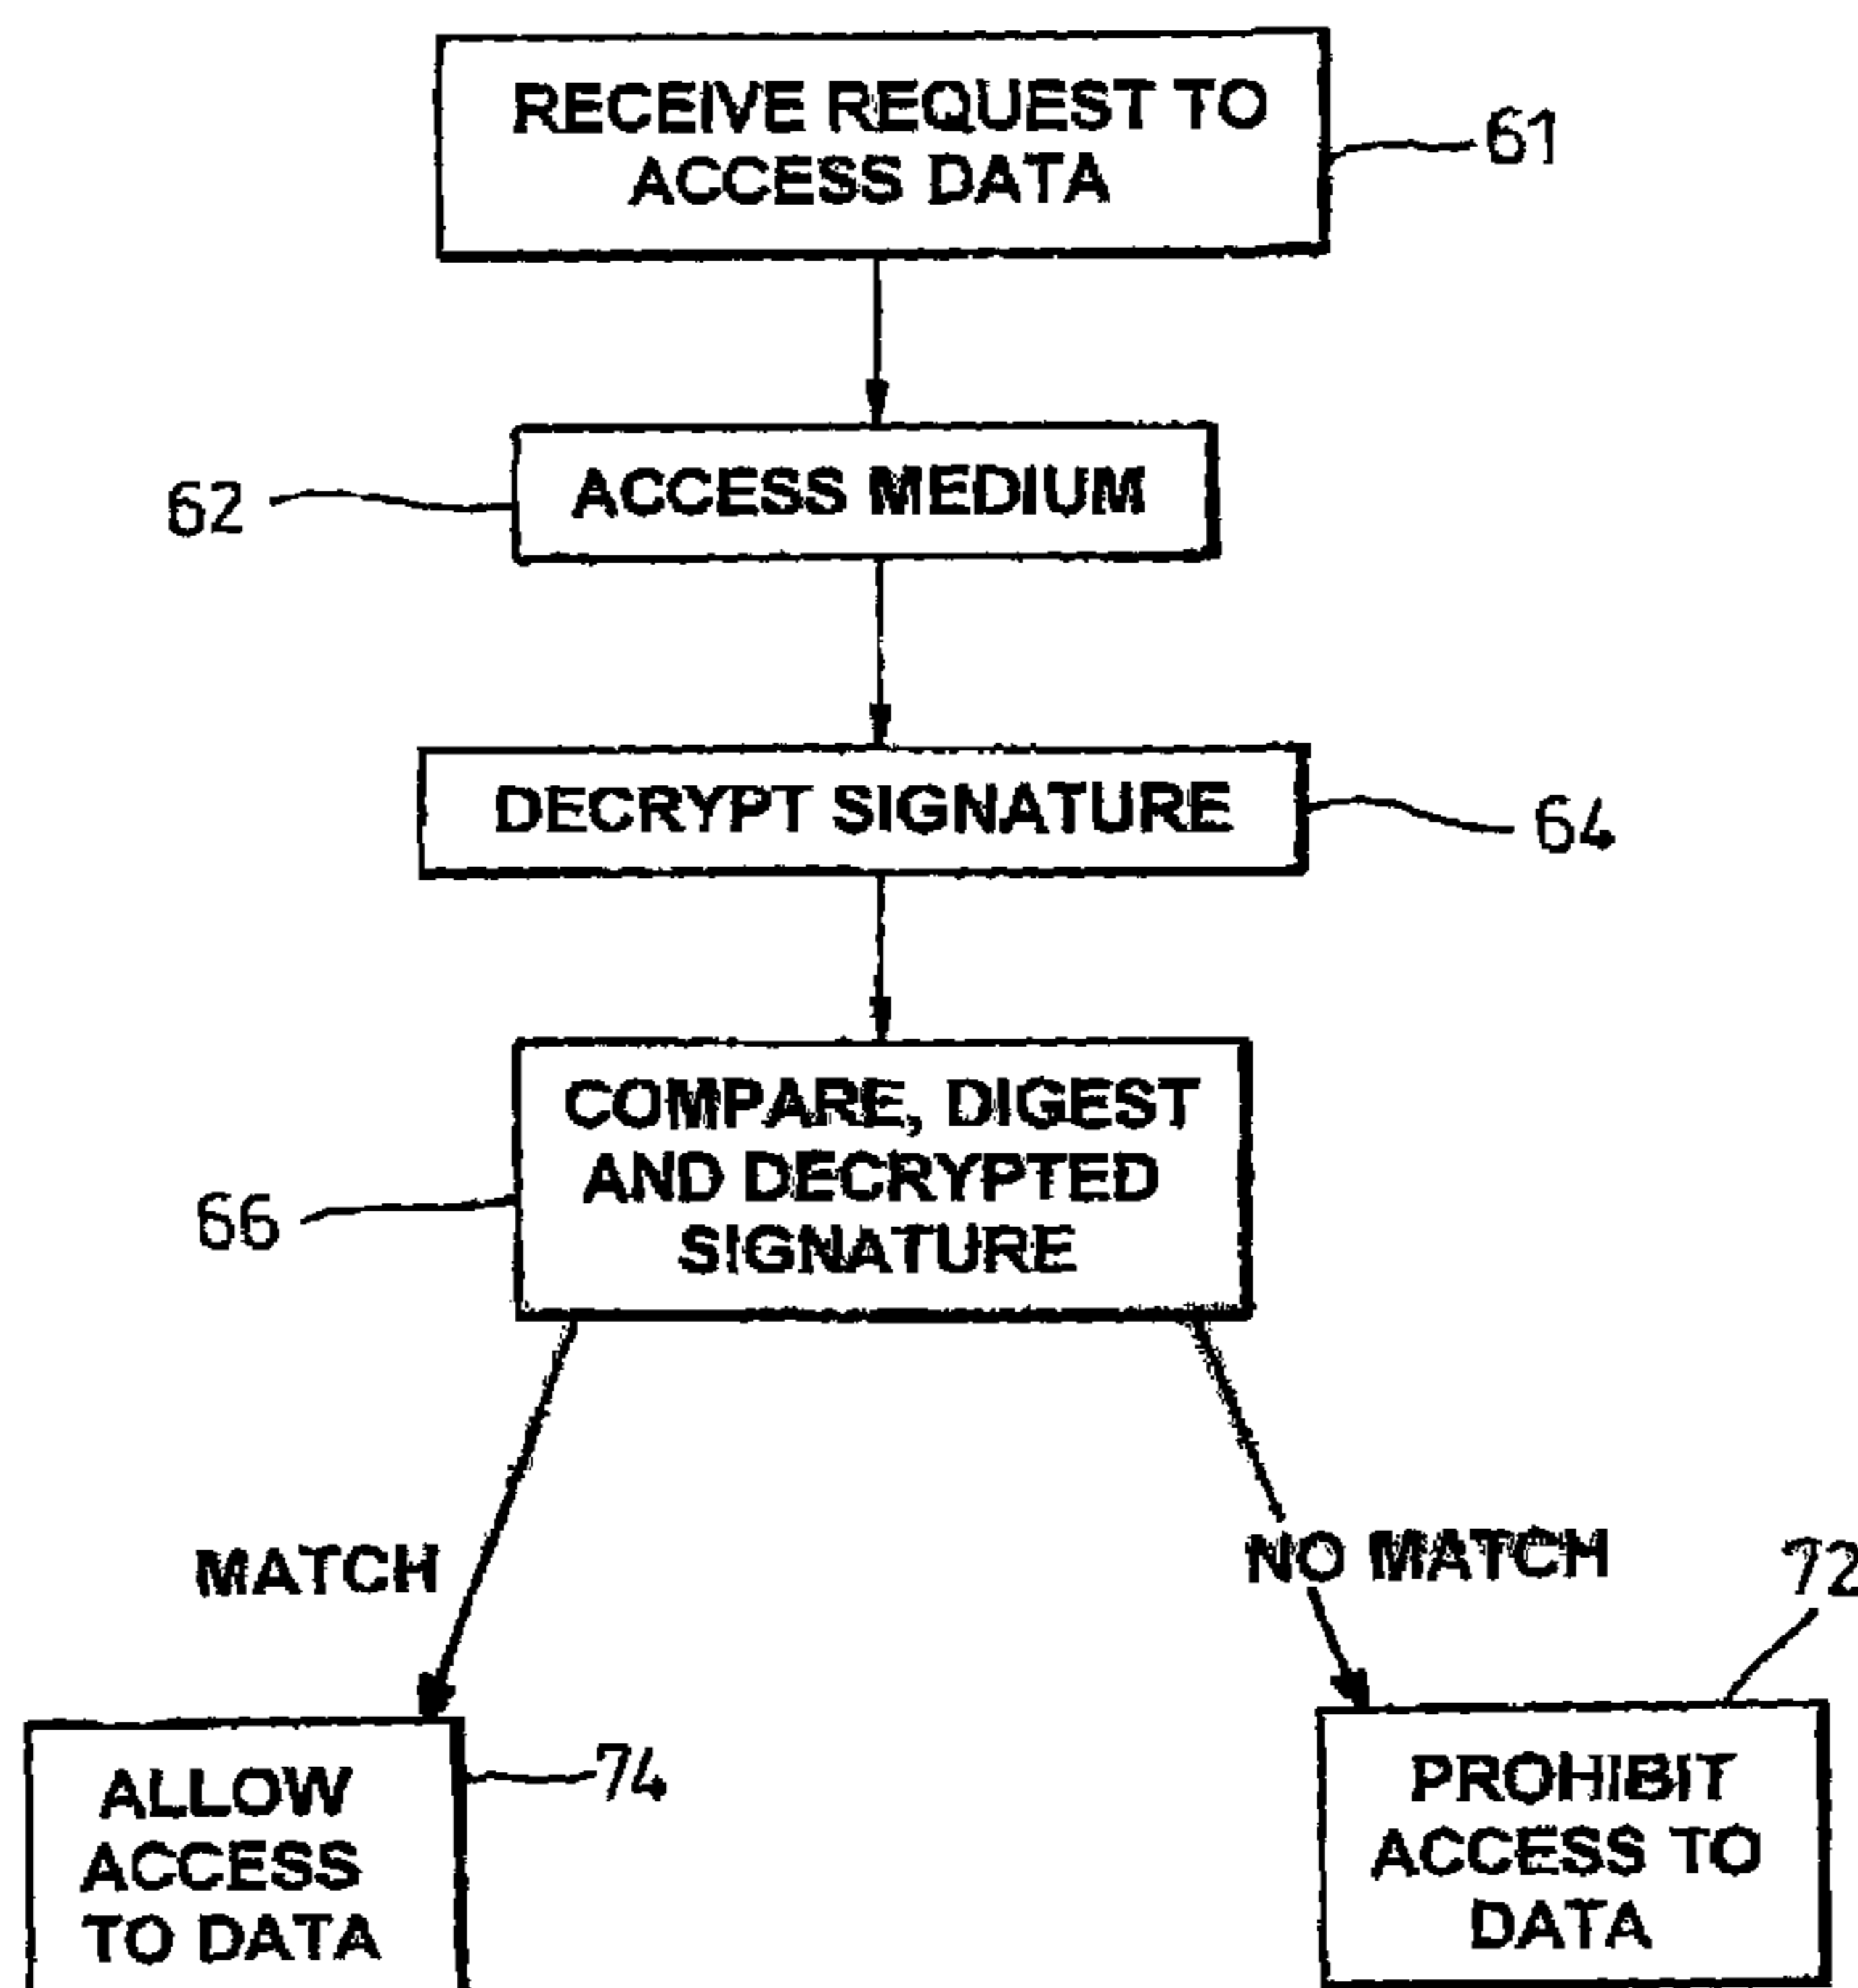 RECEIVE REQUEST TO
ACCESS DATA
61
62
ACCESS MEDIUM
DECRYPT SIGNATURE
64
COMPARE, DIGEST
AND DECRYPTED
SIGNATURE
66
MATCH
NO MATCH
72
74
ALLOW
ACCESS
TO DATA
PROHIBIT
ACCESS TO
DATA